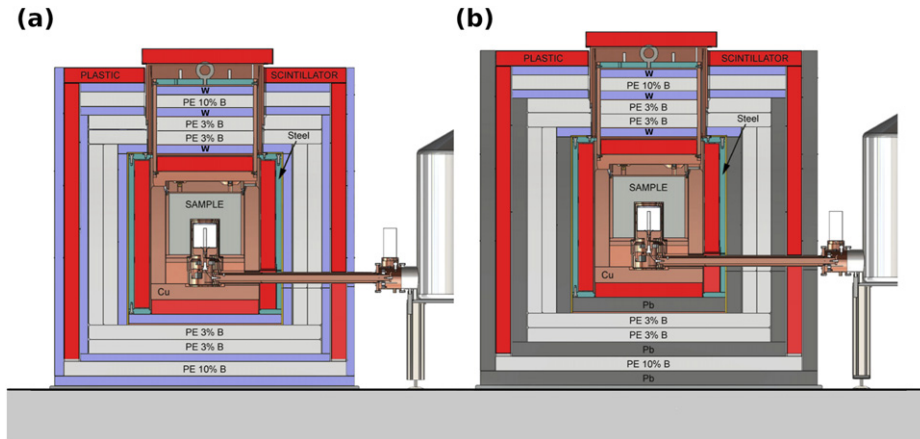 (a)
PLASTIC
SCINTILLATOR
W
PE 10% B
W
PE 3% B
PE 3% B
Steel
W
SAMPLE
Cu
PE 3% B
PE 3% B
PE 10% B
(b)
PLASTIC
SCINTILLATOR
W
PE 10% B
W
PE 3% B
PE 3% B
Steel
W
SAMPLE
Cu
Pb
PE 3% B
PE 3% B
Pb
PE 10% B
Pb